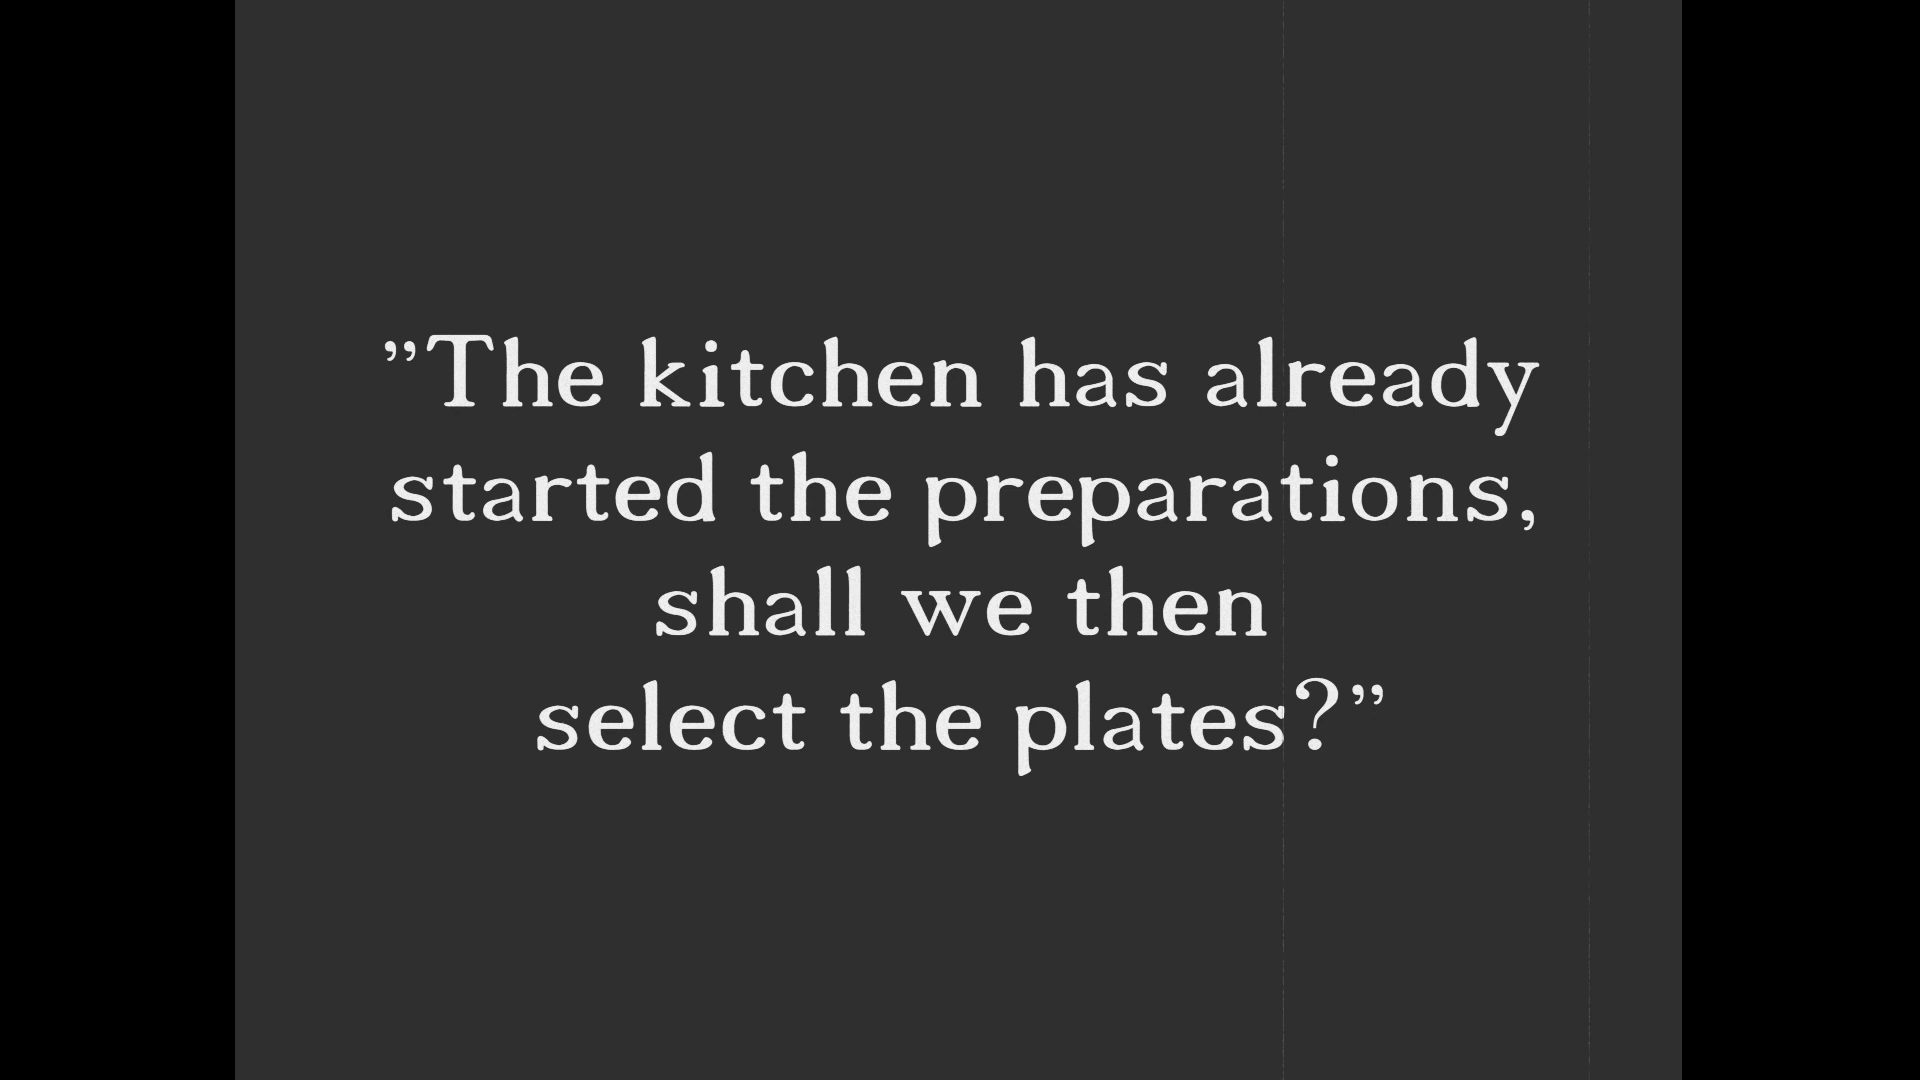 ”The kitchen has already
started the preparations,
shall we then
select the plates?”